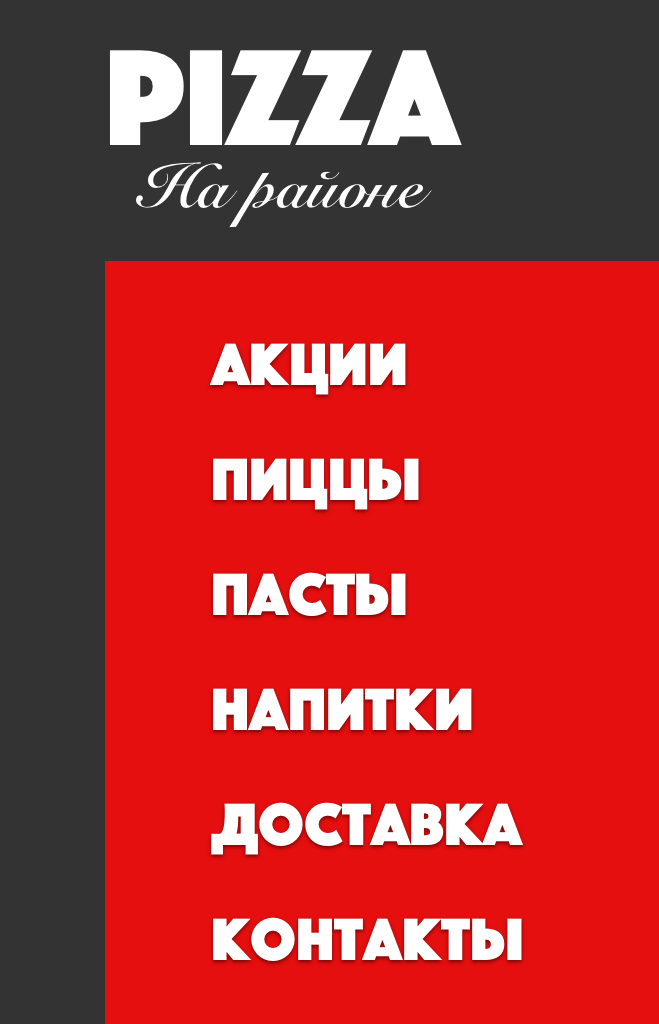 PIZZA
На районе
АКЦИИ
ПИЦЦЫ
ПАСТЫ
НАПИТКИ
ДОСТАВКА
КОНТАКТЫ